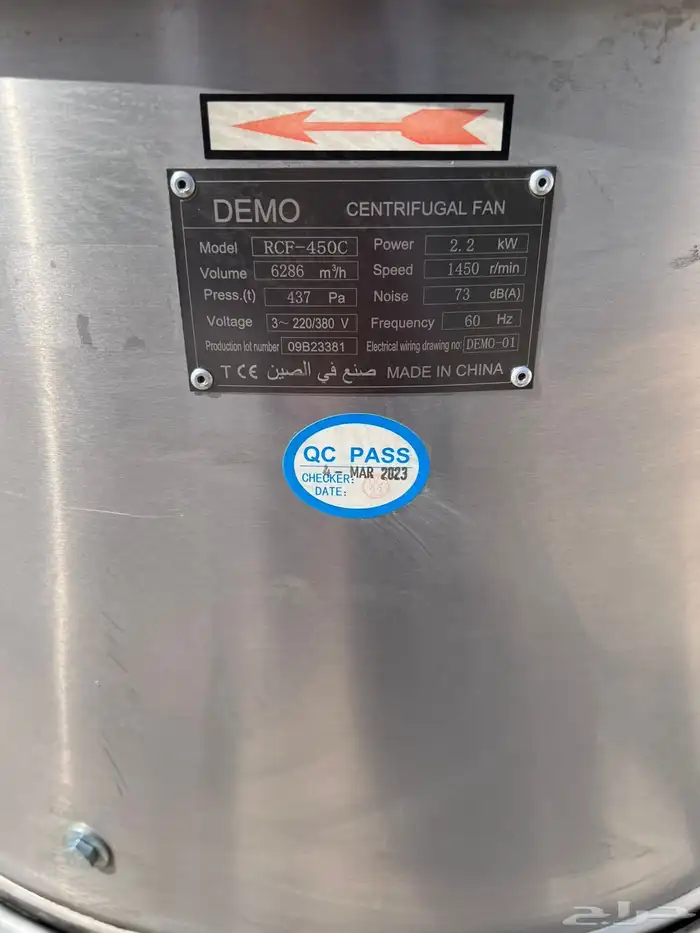 DEMO CENTRIFUGAL FAN
Model RCF-450C Power 2.2 kW
Volume 6286 m³/h Speed 1450 r/min
Press.(t) 437 Pa Noise 73 dB(A)
Voltage 3~ 220/380 V Frequency 60 Hz
Production lot number 09B23381 Electrical wiring drawing no: DEMO-01
T CE صنع في الصين MADE IN CHINA
QC PASS
4 - MAR 2023
CHECKER:
DATE:
حراج